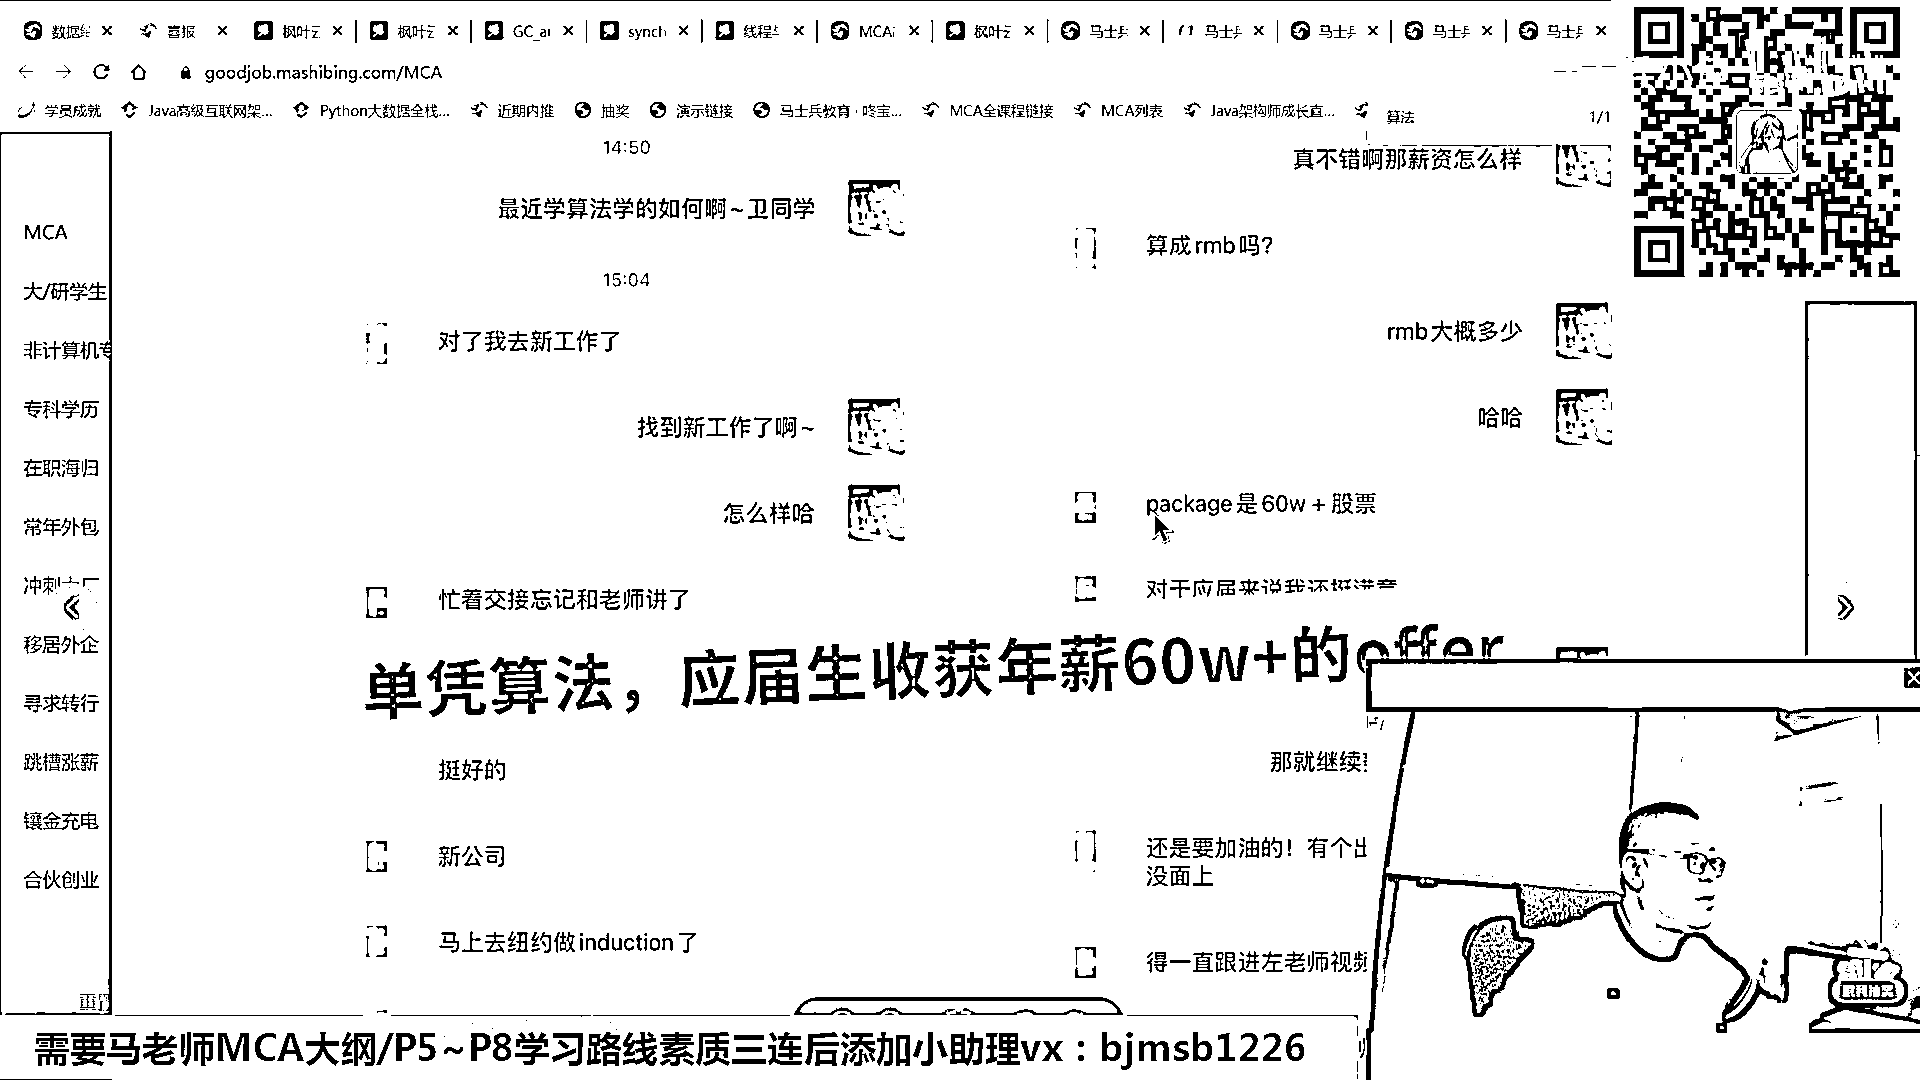 数据结
喜报
枫叶云
枫叶云
GC_an
synch
线程
MCA
枫叶云
马士兵
马士兵
马士兵
马士兵
马士兵
goodjob.mashibing.com/MCA
学员成就
Java高级互联网架...
Python大数据全栈...
近期内推
抽奖
演示链接
马士兵教育·咚宝...
MCA全课程链接
MCA列表
Java架构师成长直...
算法
1/1
MCA
大/研学生
非计算机专
专科学历
在职海归
常年外包
冲刺大厂
移居外企
寻求转行
跳槽涨薪
镶金充电
合伙创业
14:50
最近学算法学的如何啊~卫同学
15:04
对了我去新工作了
找到新工作了啊~
怎么样哈
忙着交接忘记和老师讲了
挺好的
新公司
马上去纽约做induction了
真不错啊那薪资怎么样
算成rmb吗?
rmb大概多少
哈哈
package是60w+股票
对于应届来说我还挺满意
单凭算法，应届生收获年薪60w+的offer
那就继续
还是要加油的！有个出
没面上
得一直跟进左老师视频
需要马老师MCA大纲/P5~P8学习路线素质三连后添加小助理vx：bjmsb1226